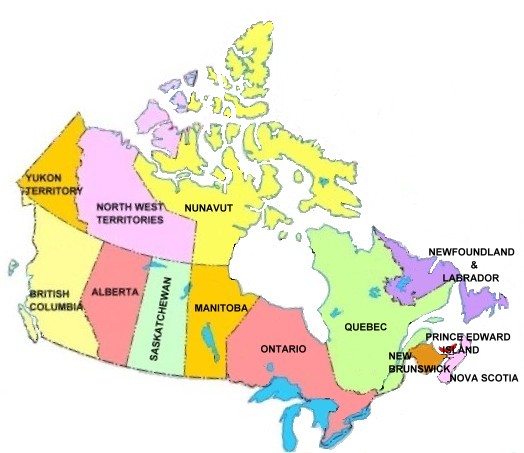 YUKON
TERRITORY
NORTH WEST
TERRITORIES
NUNAVUT
NEWFOUNDLAND
&
LABRADOR
BRITISH
COLUMBIA
ALBERTA
SASKATCHEWAN
MANITOBA
ONTARIO
QUEBEC
PRINCE EDWARD
ISLAND
NEW
BRUNSWICK
NOVA SCOTIA